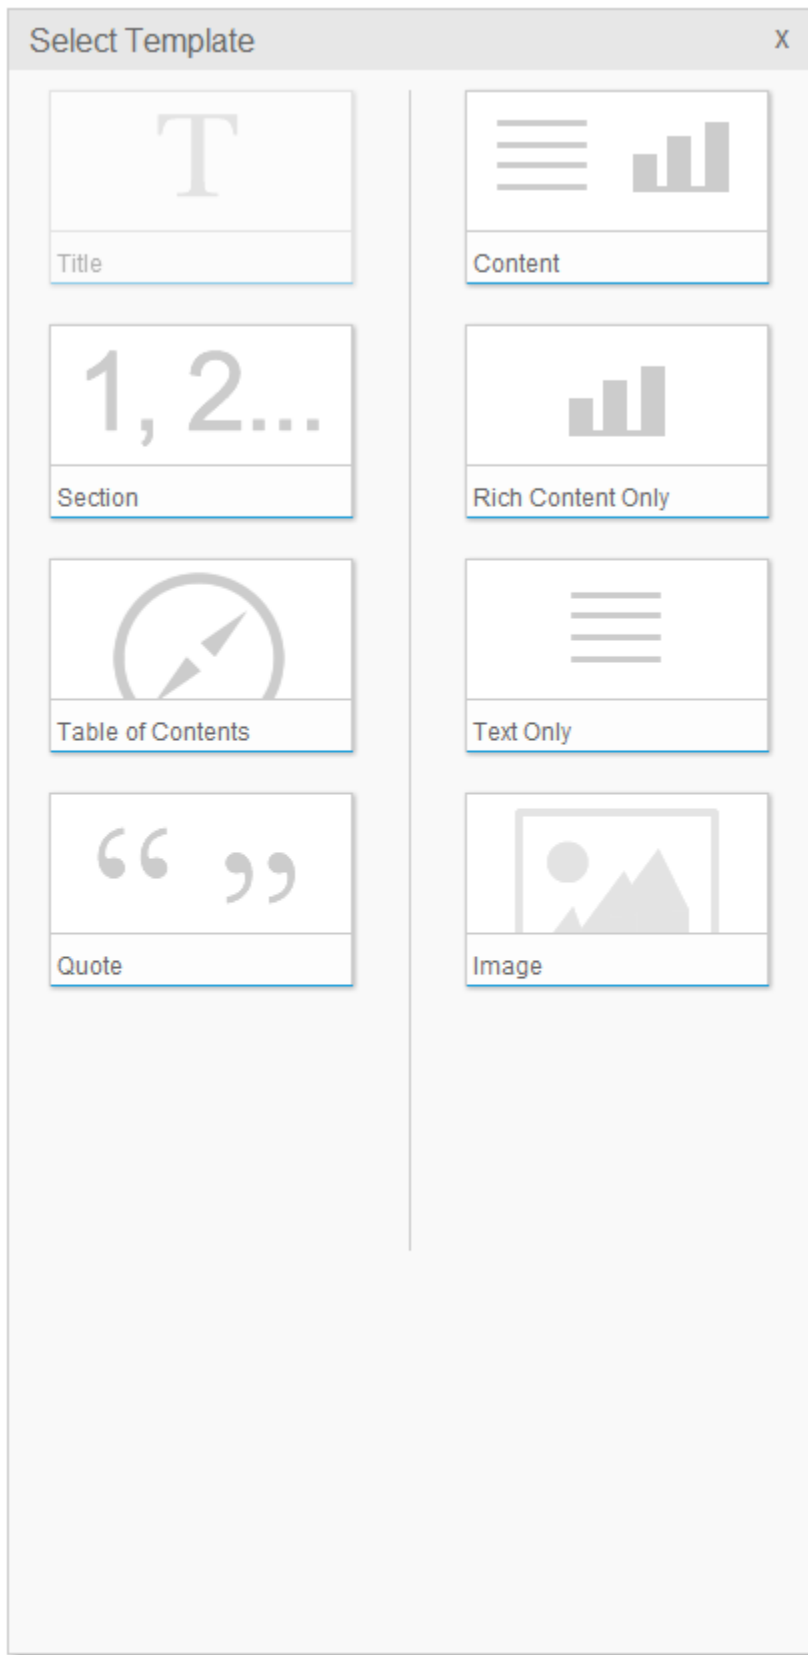 Select Template X
T
Title
1, 2...
Section
Table of Contents
“ ”
Quote
Content
Rich Content Only
Text Only
Image